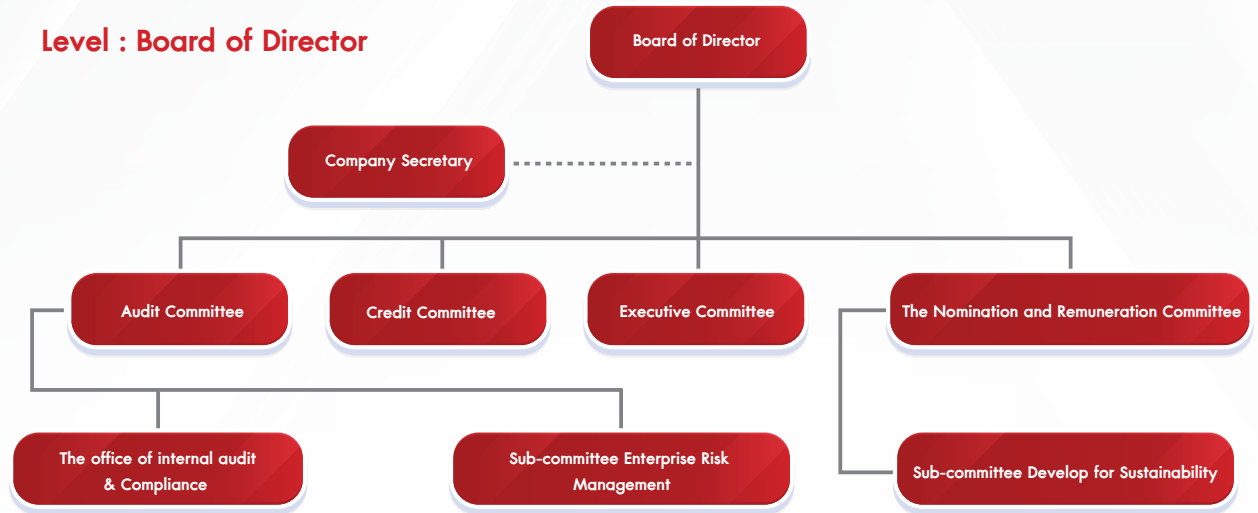 Level : Board of Director
Board of Director
Company Secretary
Audit Committee
Credit Committee
Executive Committee
The Nomination and Remuneration Committee
The office of internal audit
& Compliance
Sub-committee Enterprise Risk
Management
Sub-committee Develop for Sustainability